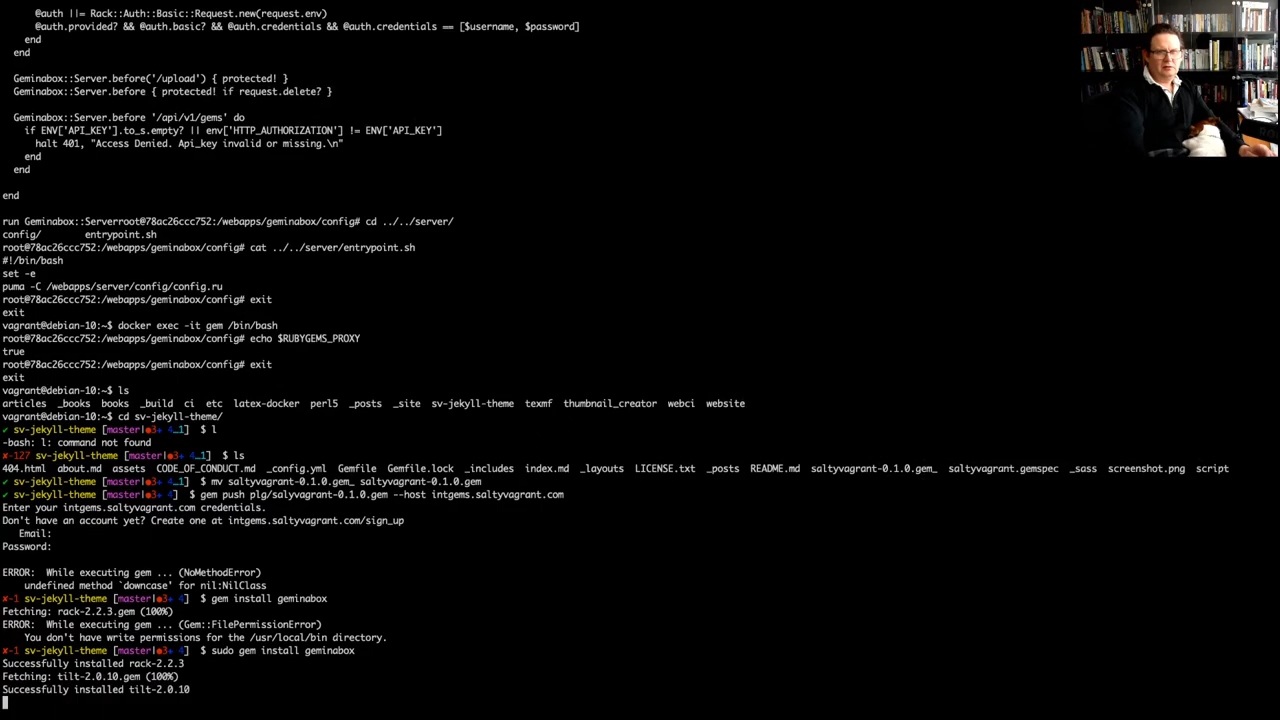 @auth ||= Rack::Auth::Basic::Request.new(request.env)
@auth.provided? && @auth.basic? && @auth.credentials && @auth.credentials == [$username, $password]
end
end
Geminabox::Server.before('/upload') { protected! }
Geminabox::Server.before { protected! if request.delete? }
Geminabox::Server.before '/api/v1/gems' do
if ENV['API_KEY'].to_s.empty? || env['HTTP_AUTHORIZATION'] != ENV['API_KEY']
halt 401, "Access Denied. Api_key invalid or missing.\n"
end
end
end
run Geminabox::Serverroot@78ac26ccc752:/webapps/geminabox/config# cd ../../server/
config/ entrypoint.sh
root@78ac26ccc752:/webapps/geminabox/config# cat ../../server/entrypoint.sh
#!/bin/bash
set -e
puma -C /webapps/server/config/config.ru
root@78ac26ccc752:/webapps/geminabox/config# exit
exit
vagrant@debian-10:~$ docker exec -it gem /bin/bash
root@78ac26ccc752:/webapps/geminabox/config# echo $RUBYGEMS_PROXY
true
root@78ac26ccc752:/webapps/geminabox/config# exit
exit
vagrant@debian-10:~$ ls
articles _books books _build ci etc latex-docker perl5 _posts _site sv-jekyll-theme texmf thumbnail_creator webci website
vagrant@debian-10:~$ cd sv-jekyll-theme/
✔ sv-jekyll-theme [master|●3✚ 4…1] $ l
-bash: l: command not found
✘-127 sv-jekyll-theme [master|●3✚ 4…1] $ ls
404.html about.md assets CODE_OF_CONDUCT.md _config.yml Gemfile Gemfile.lock _includes index.md _layouts LICENSE.txt _posts README.md saltyvagrant-0.1.0.gem_ saltyvagrant.gemspec _sass screenshot.png script
✔ sv-jekyll-theme [master|●3✚ 4…1] $ mv saltyvagrant-0.1.0.gem_ saltyvagrant-0.1.0.gem
✔ sv-jekyll-theme [master|●3✚ 4] $ gem push plg/salyvagrant-0.1.0.gem --host intgems.saltyvagrant.com
Enter your intgems.saltyvagrant.com credentials.
Don't have an account yet? Create one at intgems.saltyvagrant.com/sign_up
Email:
Password:
ERROR: While executing gem ... (NoMethodError)
undefined method `downcase' for nil:NilClass
✘-1 sv-jekyll-theme [master|●3✚ 4] $ gem install geminabox
Fetching: rack-2.2.3.gem (100%)
ERROR: While executing gem ... (Gem::FilePermissionError)
You don't have write permissions for the /usr/local/bin directory.
✘-1 sv-jekyll-theme [master|●3✚ 4] $ sudo gem install geminabox
Successfully installed rack-2.2.3
Fetching: tilt-2.0.10.gem (100%)
Successfully installed tilt-2.0.10